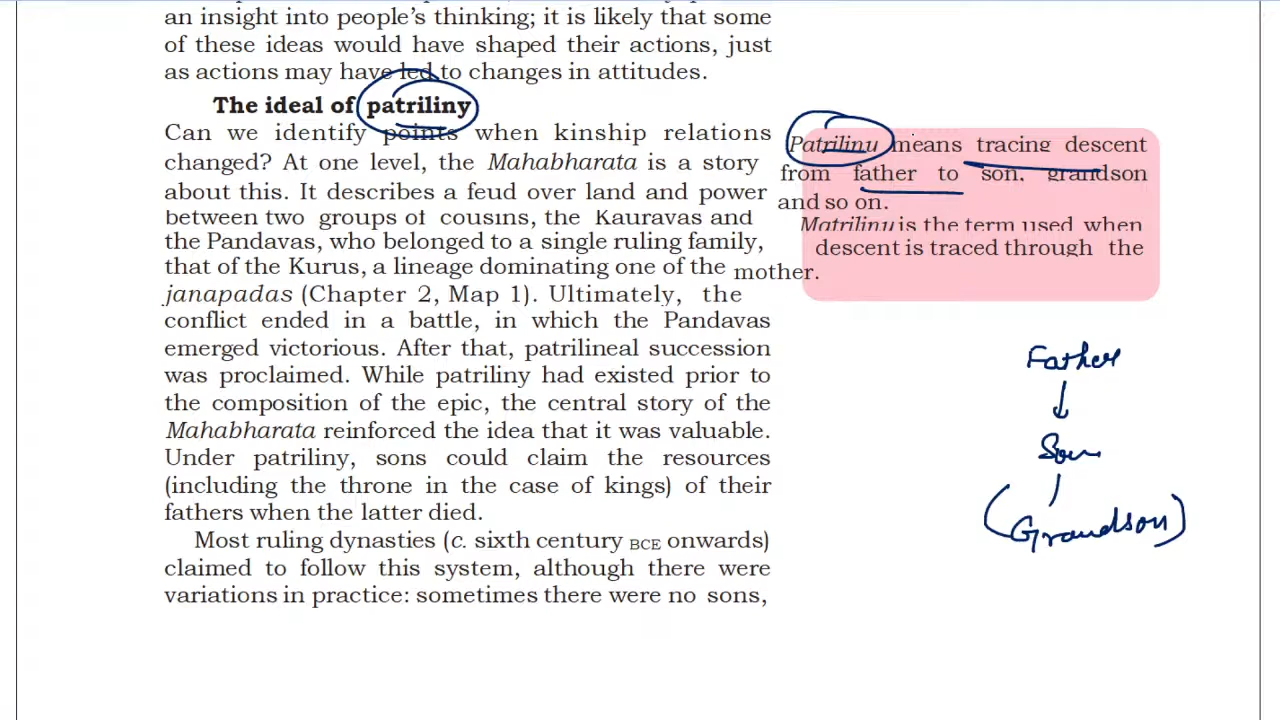 an insight into people's thinking; it is likely that some
of these ideas would have shaped their actions, just
as actions may have led to changes in attitudes.
The ideal of patriliny
Can we identify points when kinship relations
changed? At one level, the Mahabharata is a story
about this. It describes a feud over land and power
between two groups of cousins, the Kauravas and
the Pandavas, who belonged to a single ruling family,
that of the Kurus, a lineage dominating one of the
janapadas (Chapter 2, Map 1). Ultimately, the
conflict ended in a battle, in which the Pandavas
emerged victorious. After that, patrilineal succession
was proclaimed. While patriliny had existed prior to
the composition of the epic, the central story of the
Mahabharata reinforced the idea that it was valuable.
Under patriliny, sons could claim the resources
(including the throne in the case of kings) of their
fathers when the latter died.
Most ruling dynasties (c. sixth century BCE onwards)
claimed to follow this system, although there were
variations in practice: sometimes there were no sons,
Patriliny means tracing descent
from father to son, grandson
and so on.
Matriliny is the term used when
descent is traced through the
mother.
Father
Son
(Grandson)